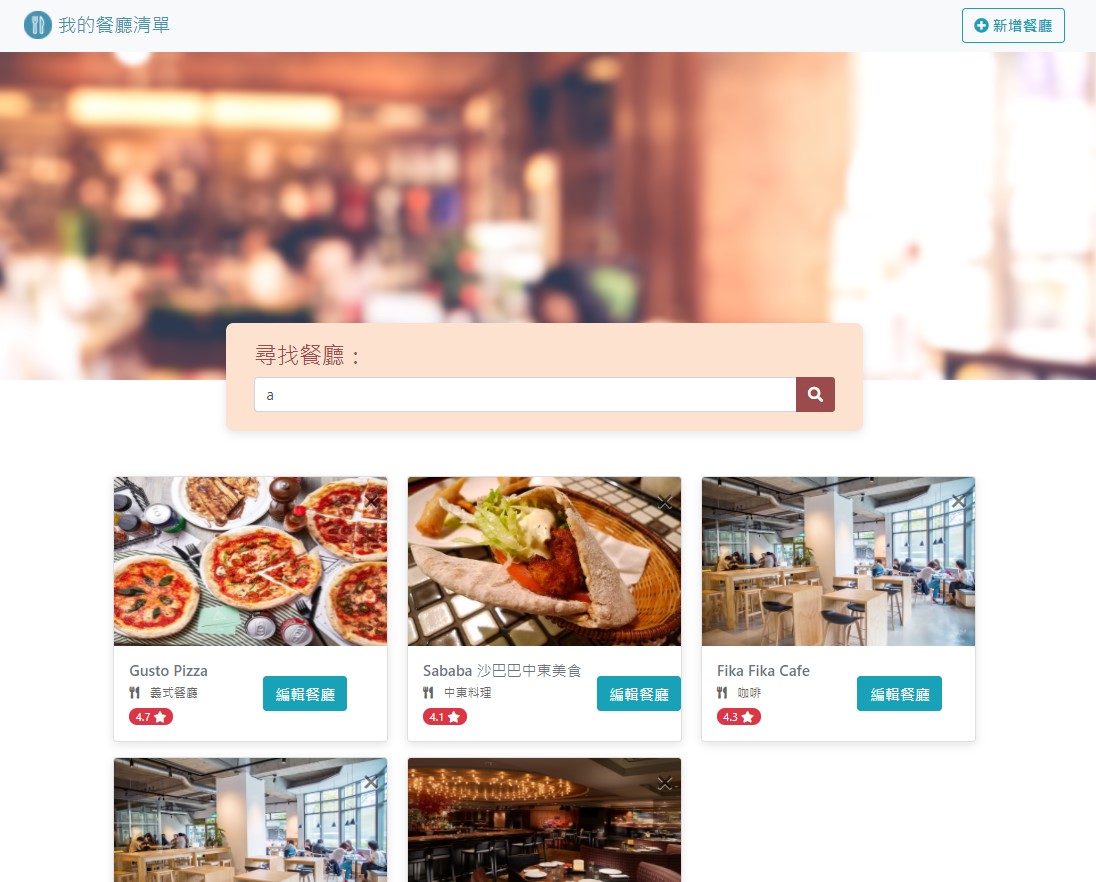 我的餐廳清單
新增餐廳
尋找餐廳：
a
Gusto Pizza
義式餐廳
編輯餐廳
4.7
Sababa 沙巴巴中東美食
中東料理
編輯餐廳
4.1
Fika Fika Cafe
咖啡
編輯餐廳
4.3